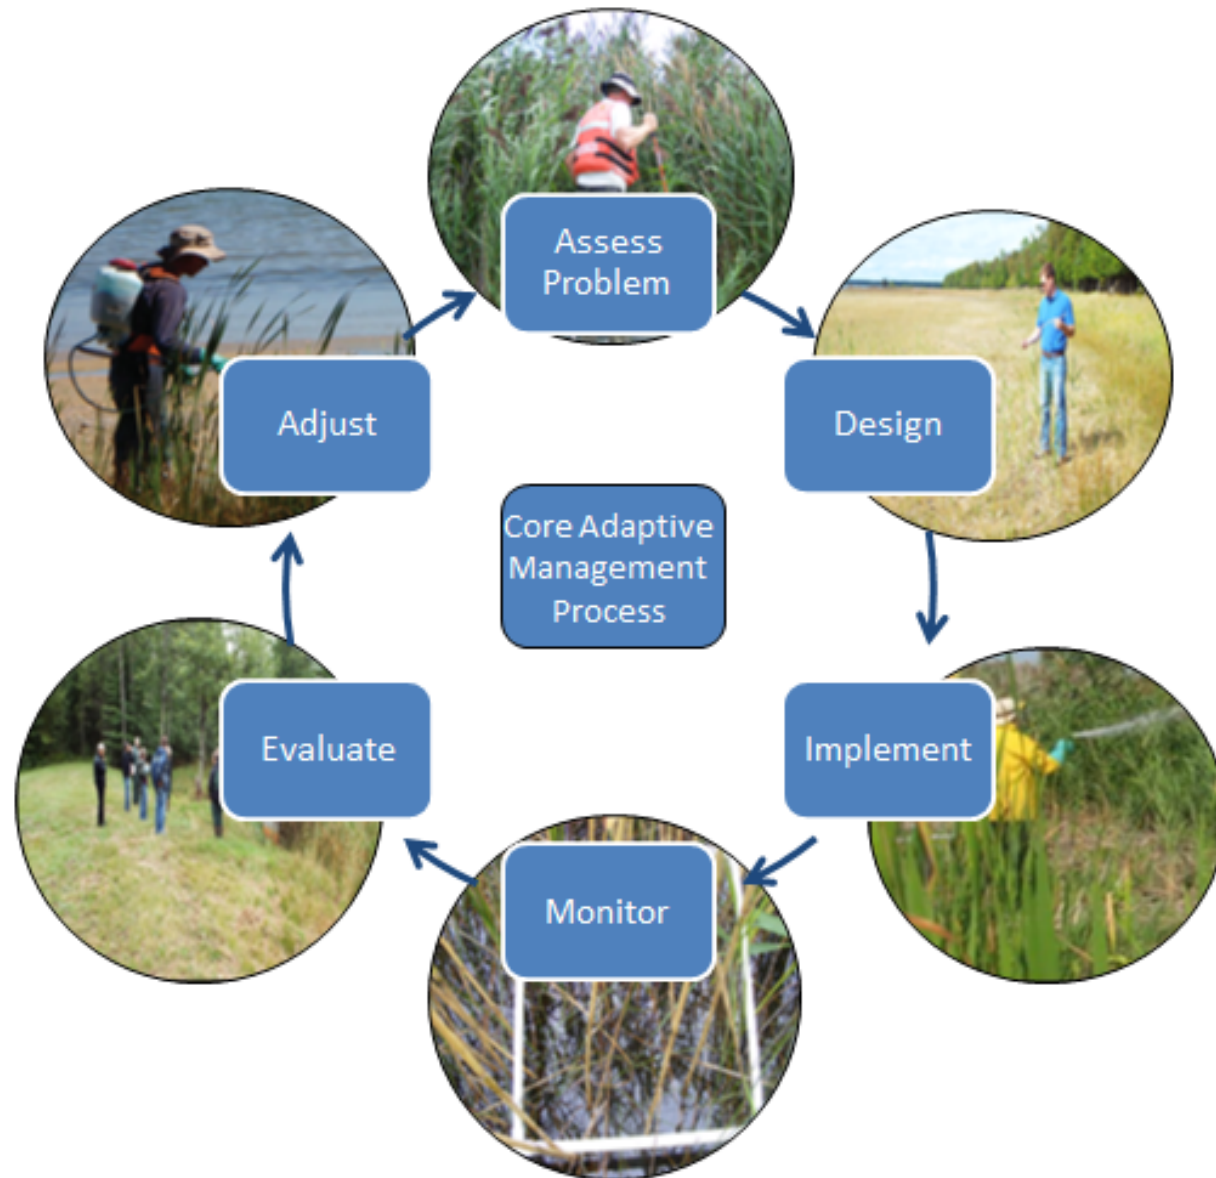 Assess
Problem
Design
Implement
Monitor
Evaluate
Adjust
Core Adaptive
Management
Process